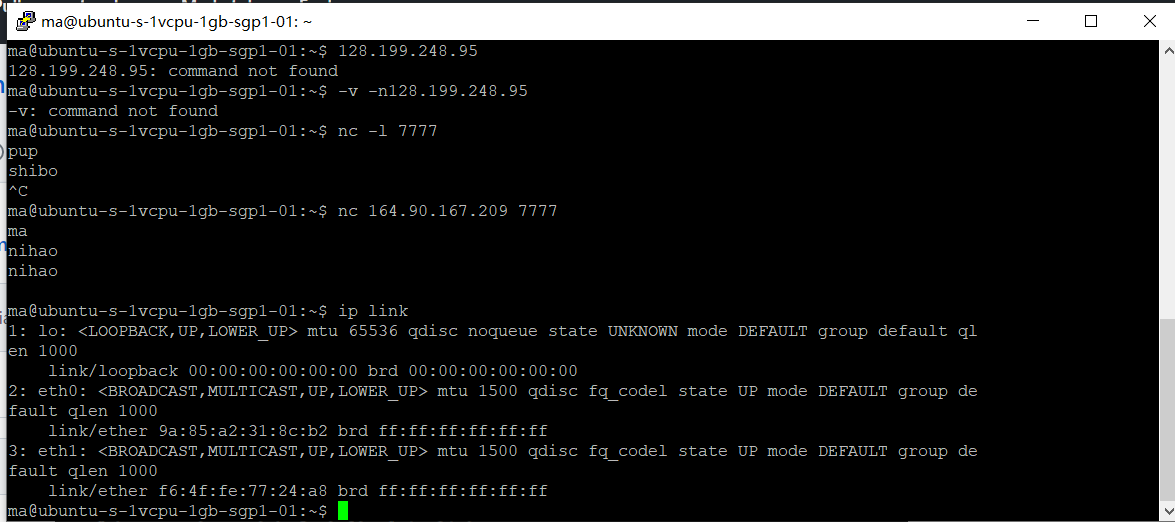 ma@ubuntu-s-1vcpu-1gb-sgp1-01: ~
ma@ubuntu-s-1vcpu-1gb-sgp1-01:~$ 128.199.248.95
128.199.248.95: command not found
ma@ubuntu-s-1vcpu-1gb-sgp1-01:~$ -v -n128.199.248.95
-v: command not found
ma@ubuntu-s-1vcpu-1gb-sgp1-01:~$ nc -l 7777
pup
shibo
^C
ma@ubuntu-s-1vcpu-1gb-sgp1-01:~$ nc 164.90.167.209 7777
ma
nihao
nihao
ma@ubuntu-s-1vcpu-1gb-sgp1-01:~$ ip link
1: lo: <LOOPBACK,UP,LOWER_UP> mtu 65536 qdisc noqueue state UNKNOWN mode DEFAULT group default ql
en 1000
link/loopback 00:00:00:00:00:00 brd 00:00:00:00:00:00
2: eth0: <BROADCAST,MULTICAST,UP,LOWER_UP> mtu 1500 qdisc fq_codel state UP mode DEFAULT group de
fault qlen 1000
link/ether 9a:85:a2:31:8c:b2 brd ff:ff:ff:ff:ff:ff
3: eth1: <BROADCAST,MULTICAST,UP,LOWER_UP> mtu 1500 qdisc fq_codel state UP mode DEFAULT group de
fault qlen 1000
link/ether f6:4f:fe:77:24:a8 brd ff:ff:ff:ff:ff:ff
ma@ubuntu-s-1vcpu-1gb-sgp1-01:~$